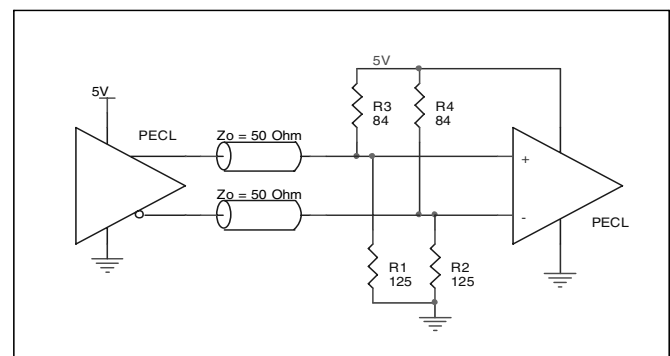 5V
5V
R3
84
R4
84
PECL
Zo = 50 Ohm
+
Zo = 50 Ohm
-
PECL
R1
125
R2
125